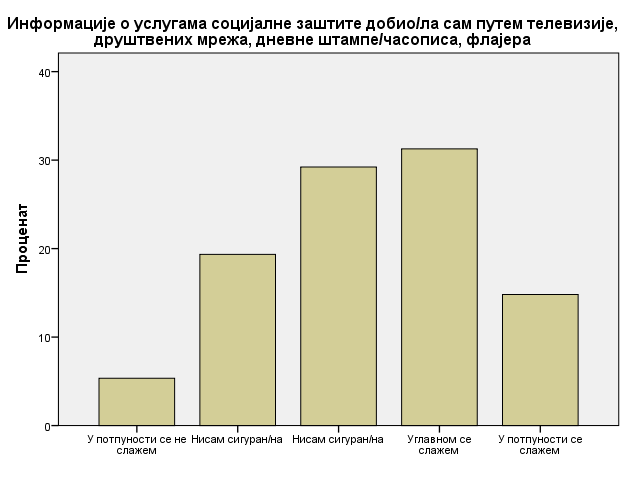 Информације о услугама социјалне заштите добио/ла сам путем телевизије,
друштвених мрежа, дневне штампе/часописа, флајера
Проценат
40
30
20
10
0
У потпуности се не
слажем
Нисам сигуран/на
Нисам сигуран/на
Углавном се
слажем
У потпуности се
слажем